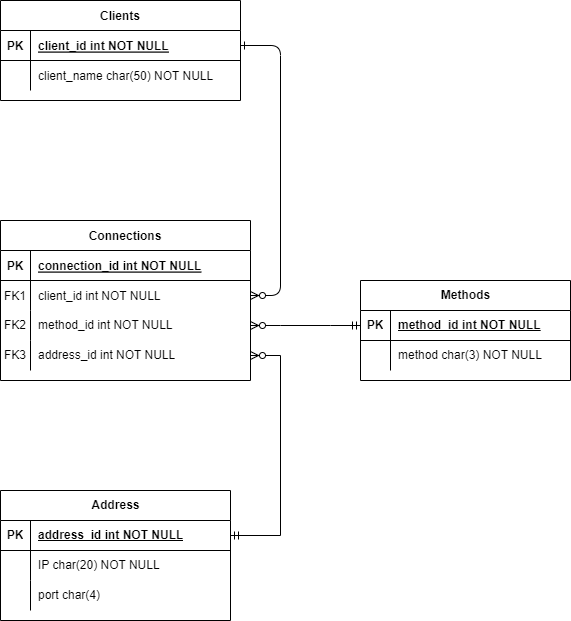 Clients
PK client_id int NOT NULL
client_name char(50) NOT NULL
Connections
PK connection_id int NOT NULL
FK1 client_id int NOT NULL
FK2 method_id int NOT NULL
FK3 address_id int NOT NULL
Methods
PK method_id int NOT NULL
method char(3) NOT NULL
Address
PK address_id int NOT NULL
IP char(20) NOT NULL
port char(4)